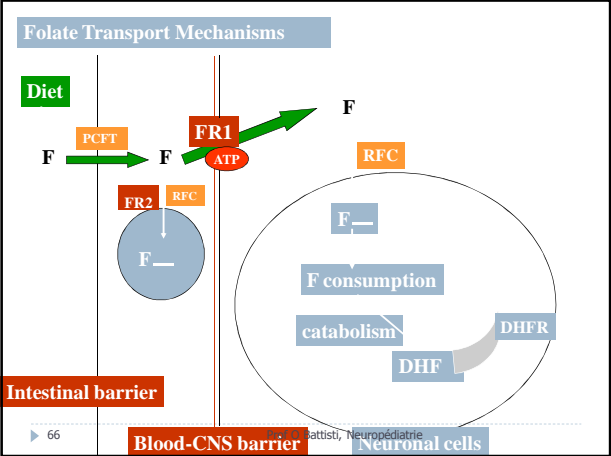 Folate Transport Mechanisms
Diet
F
PCFT
F
FR1
ATP
F
RFC
FR2
RFC
F
F
F consumption
catabolism
DHFR
DHF
Intestinal barrier
66
Prof O Battisti, Neuropédiatrie
Blood-CNS barrier
Neuronal cells